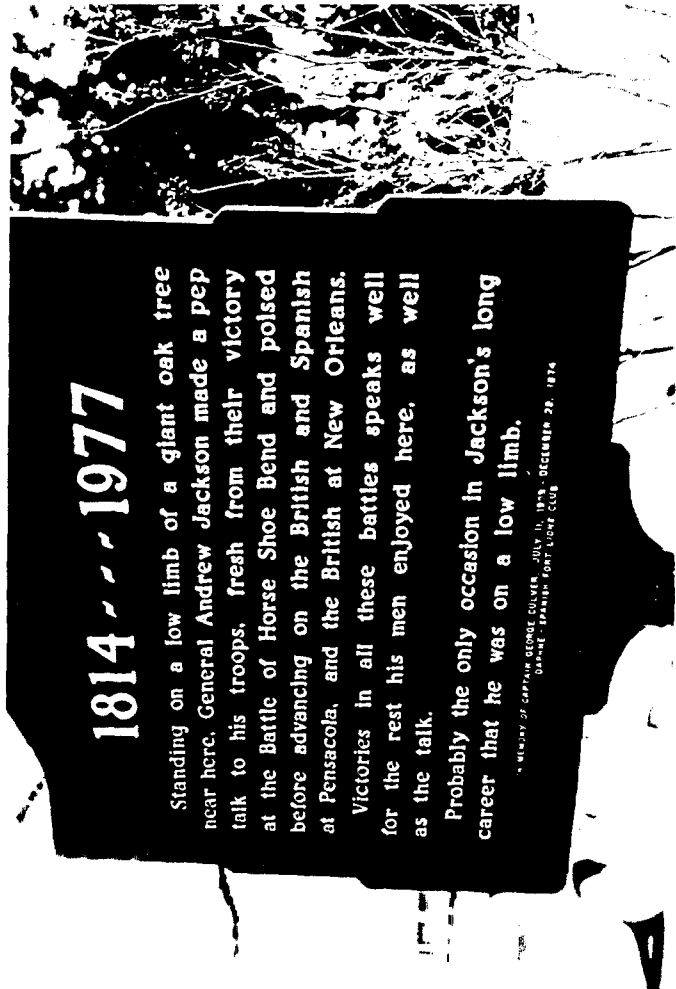 1814 - - - 1977
Standing on a low limb of a giant oak tree
near here, General Andrew Jackson made a pep
talk to his troops, fresh from their victory
at the Battle of Horse Shoe Bend and poised
before advancing on the British and Spanish
at Pensacola, and the British at New Orleans.
Victories in all these battles speaks well
for the rest his men enjoyed here, as well
as the talk.
Probably the only occasion in Jackson's long
career that he was on a low limb.
IN MEMORY OF CAPTAIN GEORGE CULVER, JULY 11, - DECEMBER 28, 1974
DAPHNE - SPANISH FORT LIONS CLUB